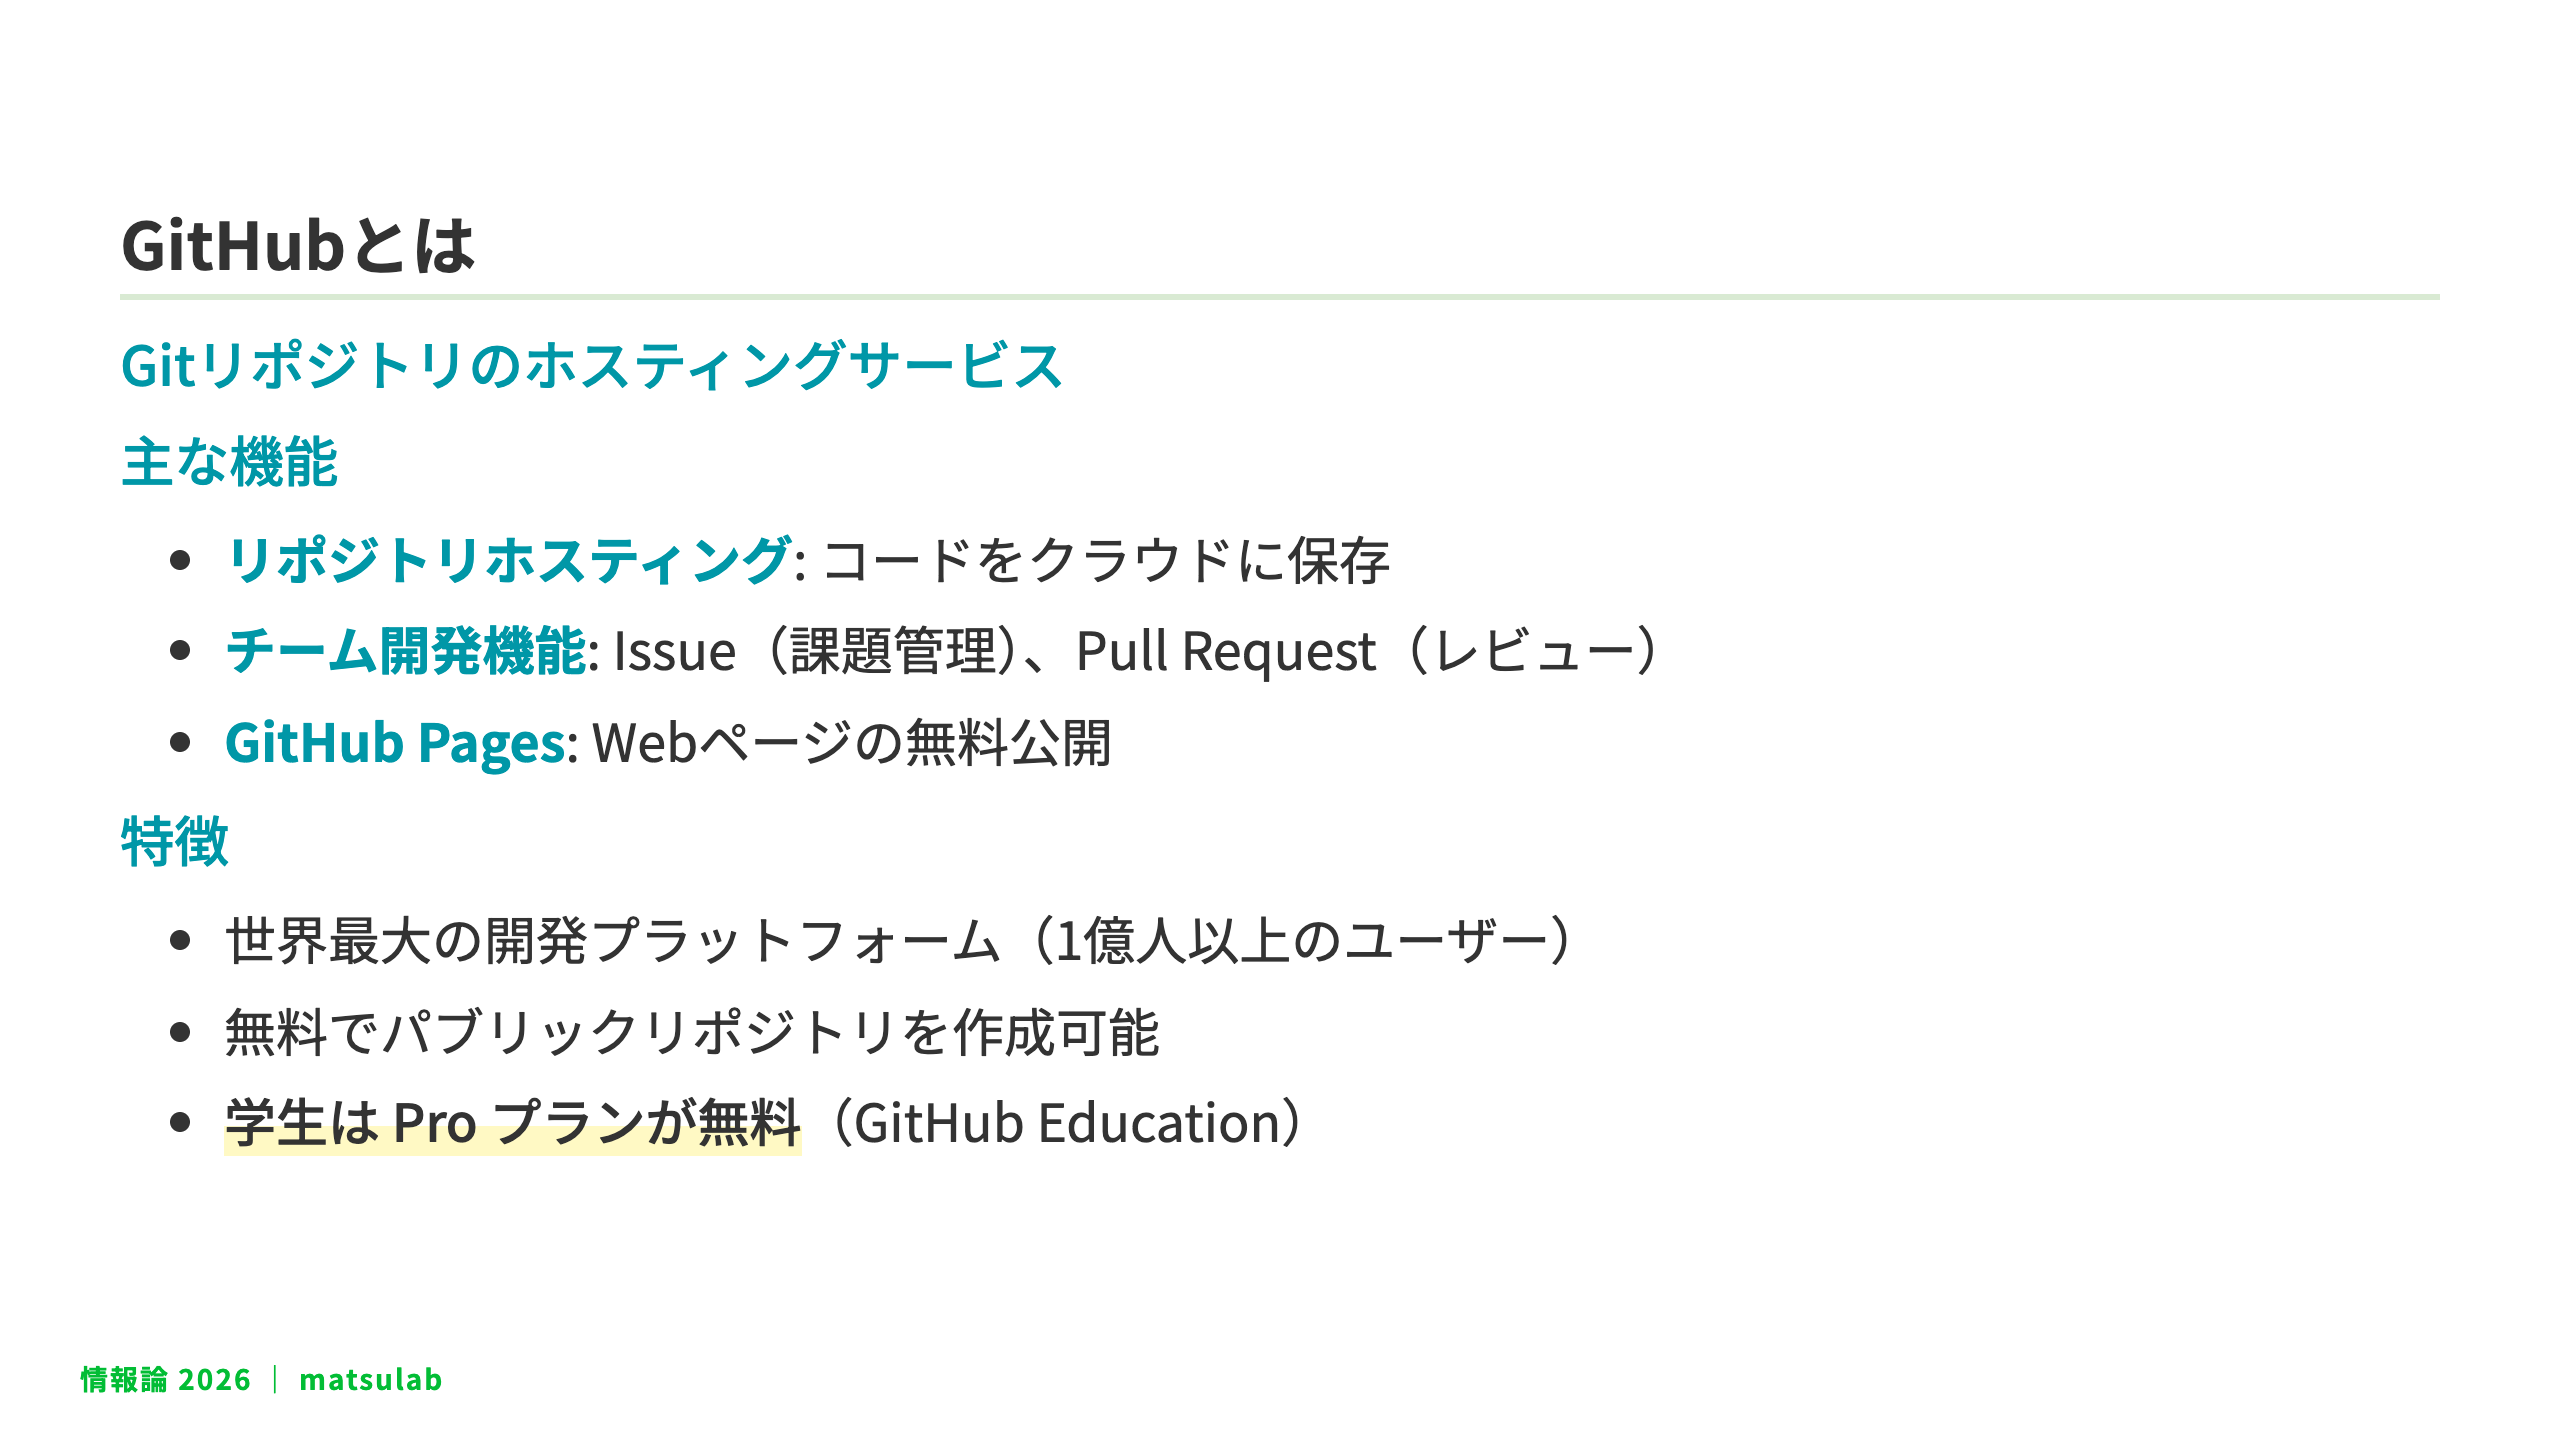 GitHubとは
Gitリポジトリのホスティングサービス
主な機能
• リポジトリホスティング: コードをクラウドに保存
• チーム開発機能: Issue（課題管理）、Pull Request（レビュー）
• GitHub Pages: Webページの無料公開
特徴
• 世界最大の開発プラットフォーム（1億人以上のユーザー）
• 無料でパブリックリポジトリを作成可能
• 学生は Pro プランが無料（GitHub Education）
情報論 2026 ｜ matsulab